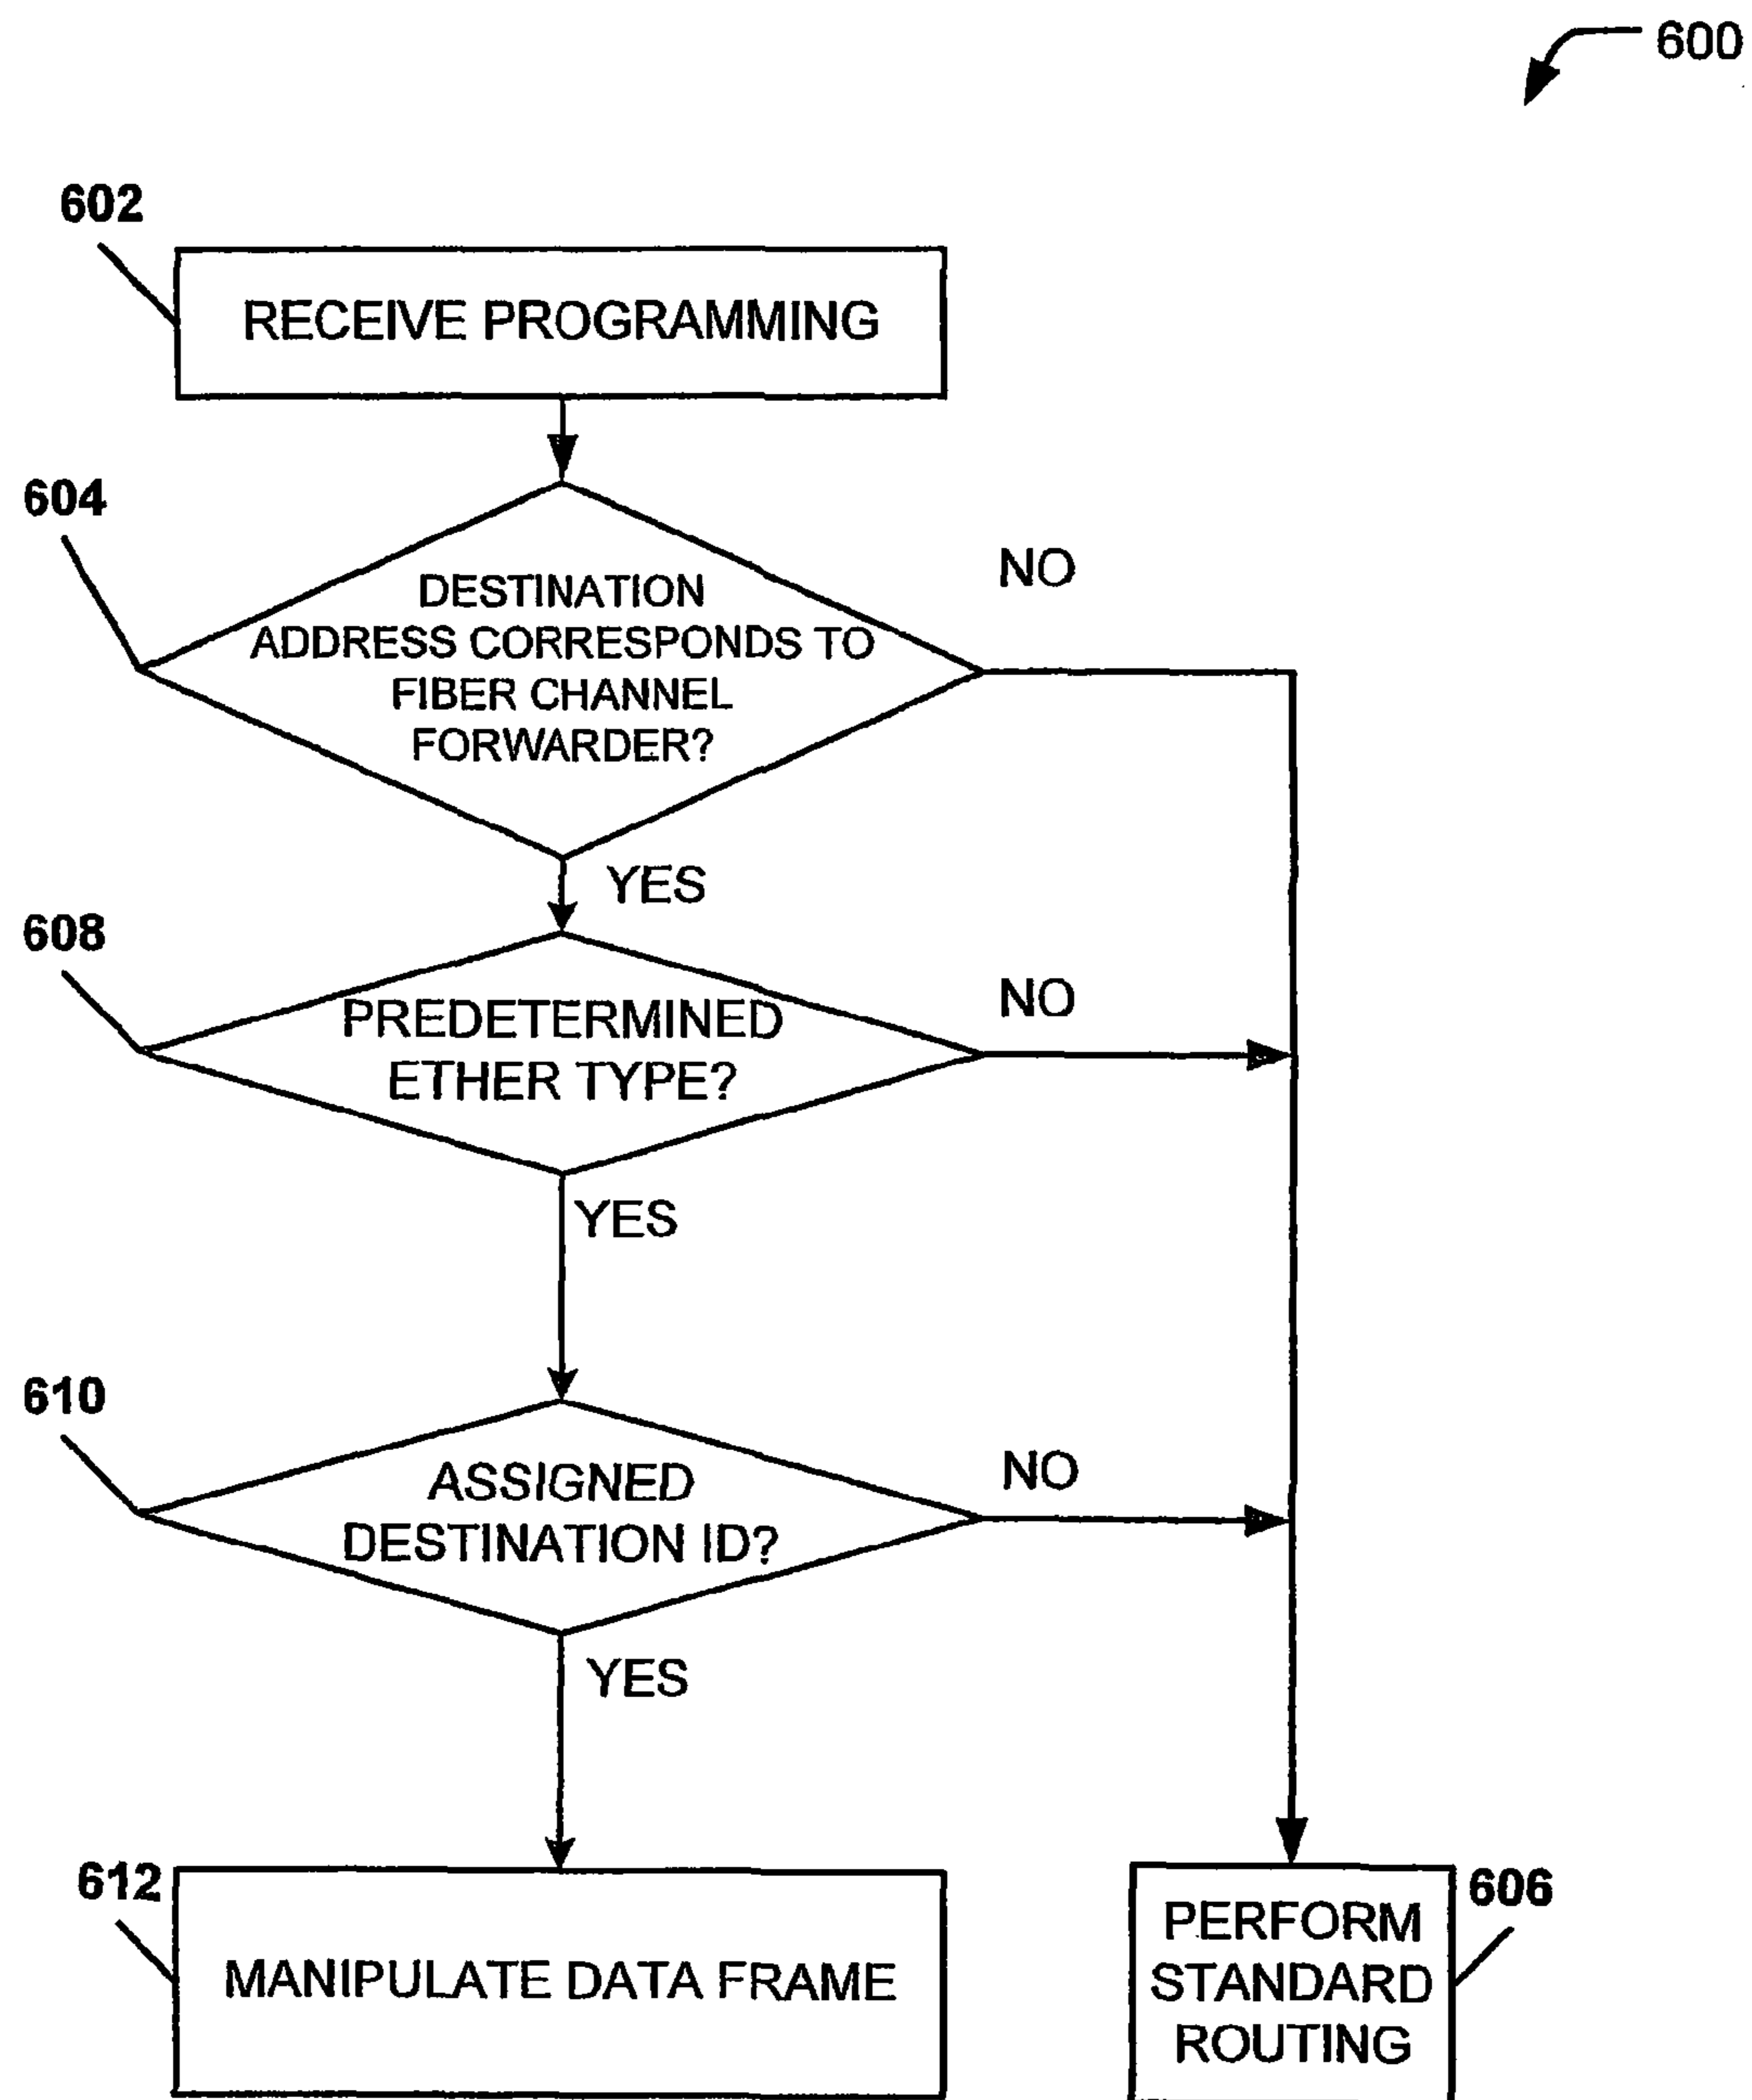 600
602
RECEIVE PROGRAMMING
604
DESTINATION
ADDRESS CORRESPONDS TO
FIBER CHANNEL
FORWARDER?
NO
YES
608
PREDETERMINED
ETHER TYPE?
NO
YES
610
ASSIGNED
DESTINATION ID?
NO
YES
612
MANIPULATE DATA FRAME
606
PERFORM
STANDARD
ROUTING